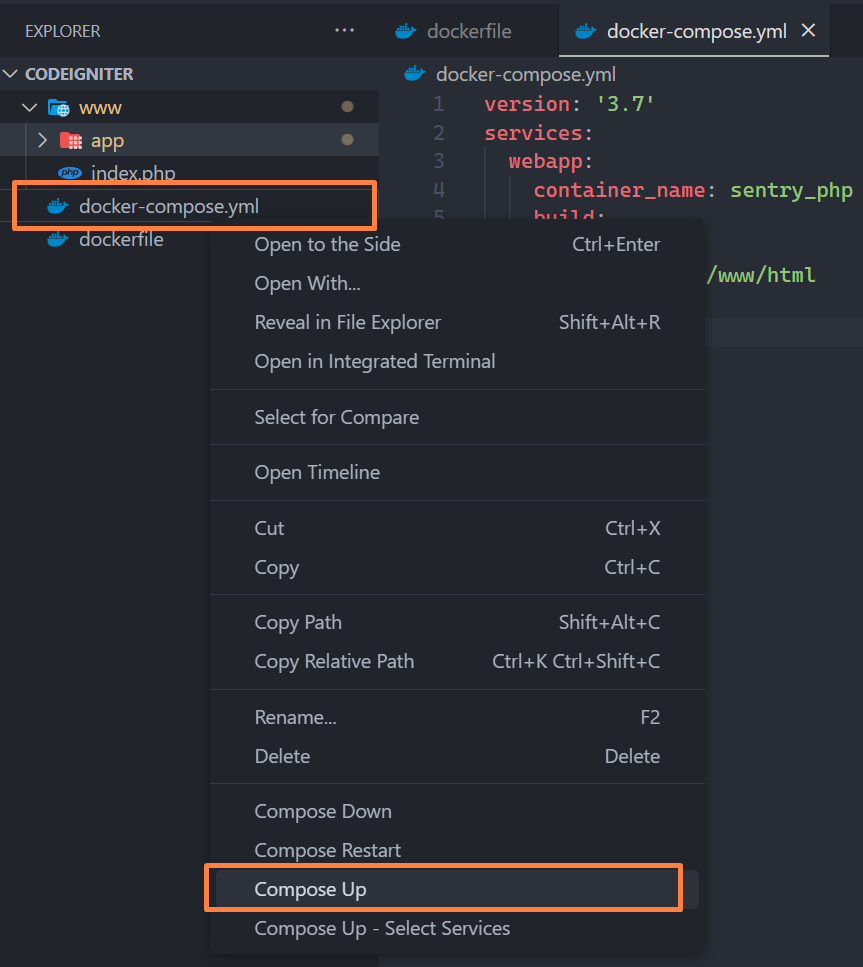 EXPLORER ···
dockerfile
docker-compose.yml
CODEIGNITER
www
app
php index.php
docker-compose.yml
dockerfile
docker-compose.yml
1 version: '3.7'
2 services:
3 webapp:
4 container_name: sentry_php
5 build:
/www/html
Open to the Side Ctrl+Enter
Open With...
Reveal in File Explorer Shift+Alt+R
Open in Integrated Terminal
Select for Compare
Open Timeline
Cut Ctrl+X
Copy Ctrl+C
Copy Path Shift+Alt+C
Copy Relative Path Ctrl+K Ctrl+Shift+C
Rename... F2
Delete Delete
Compose Down
Compose Restart
Compose Up
Compose Up - Select Services